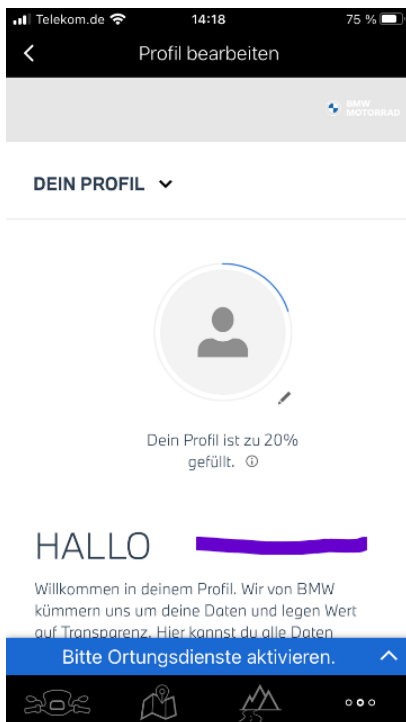 Telekom.de 14:18 75 %
Profil bearbeiten
BMW
MOTORRAD
DEIN PROFIL
Dein Profil ist zu 20%
gefüllt.
HALLO
Willkommen in deinem Profil. Wir von BMW
kümmern uns um deine Daten und legen Wert
auf Transparenz. Hier kannst du alle Daten
Bitte Ortungsdienste aktivieren.